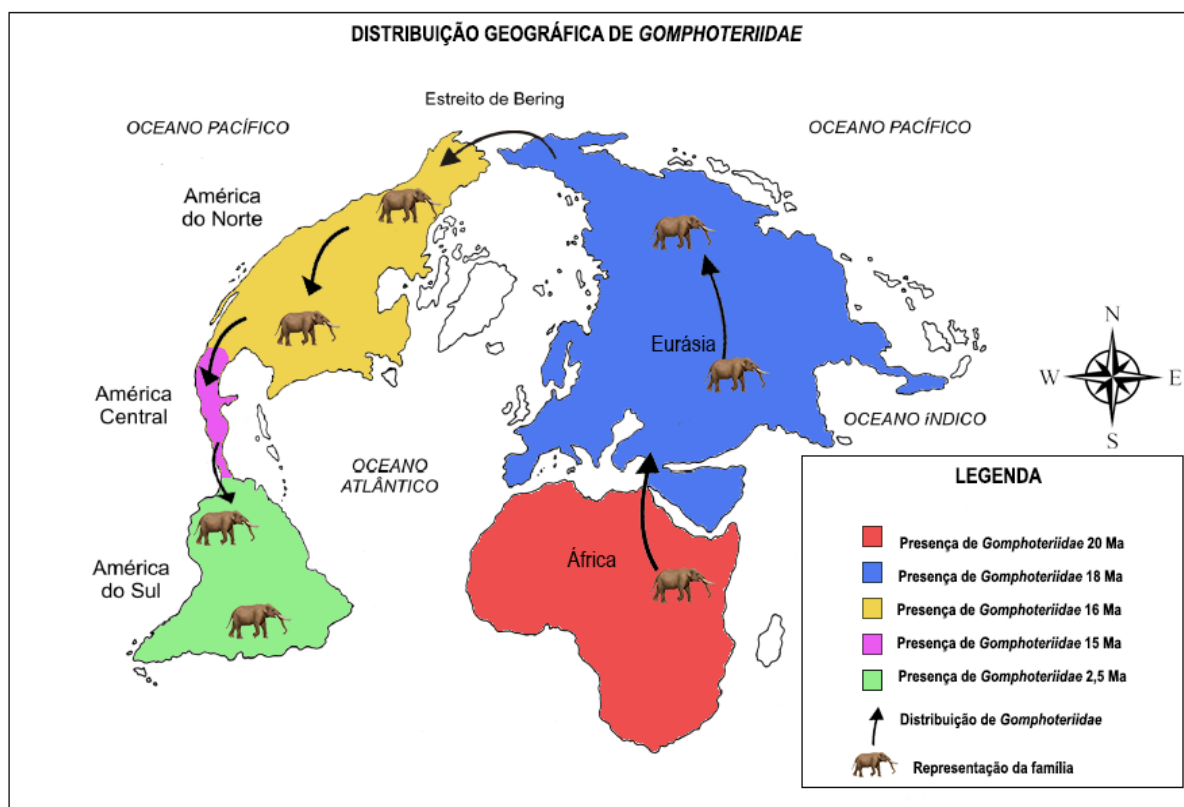 DISTRIBUIÇÃO GEOGRÁFICA DE GOMPHOTERIIDAE
Estreito de Bering
OCEANO PACÍFICO
OCEANO PACÍFICO
América
do Norte
Eurásia
N
W
E
S
América
Central
OCEANO íNDICO
OCEANO
ATLÂNTICO
África
América
do Sul
LEGENDA
Presença de Gomphoteriidae 20 Ma
Presença de Gomphoteriidae 18 Ma
Presença de Gomphoteriidae 16 Ma
Presença de Gomphoteriidae 15 Ma
Presença de Gomphoteriidae 2,5 Ma
Distribuição de Gomphoteriidae
Representação da família